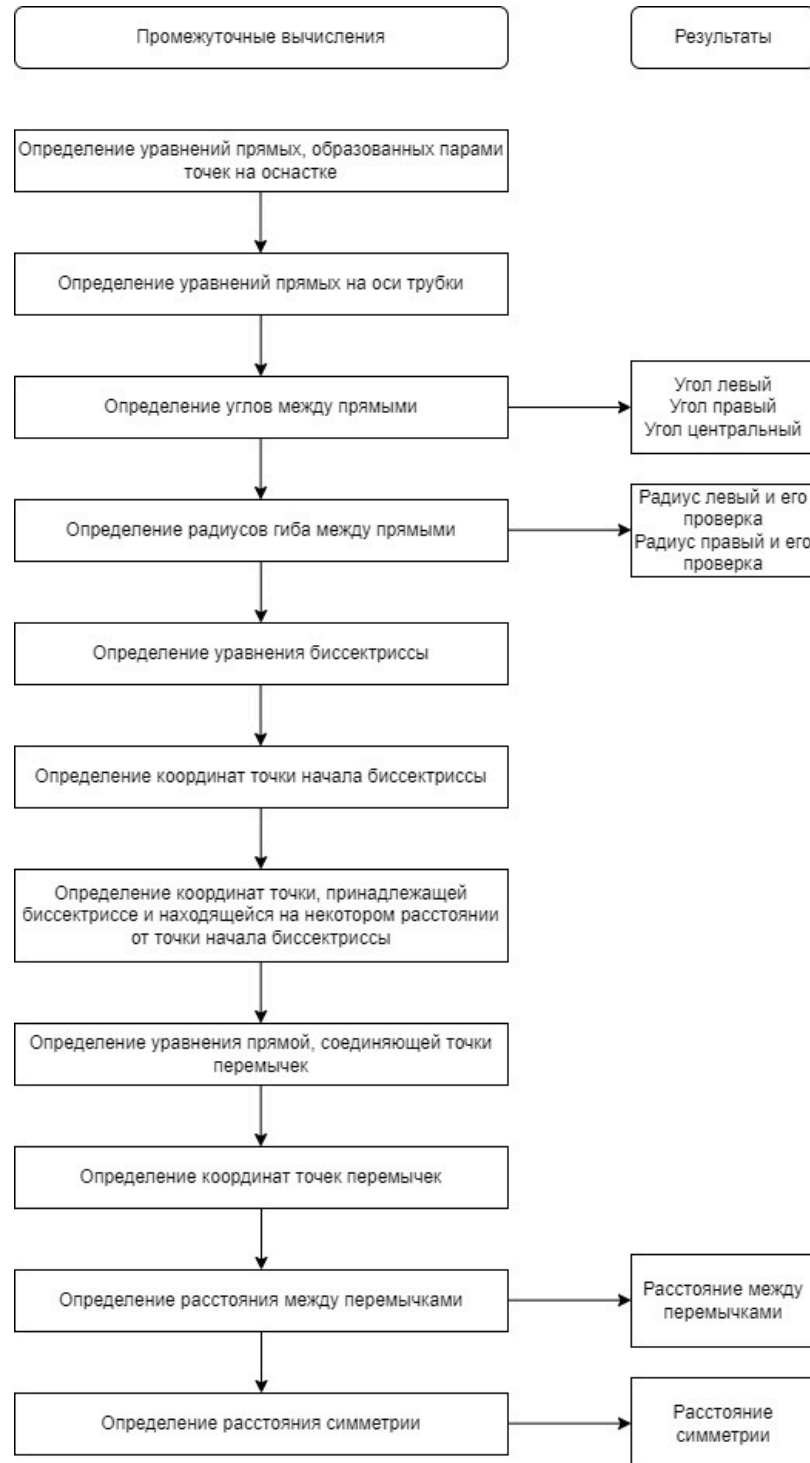 Промежуточные вычисления
Результаты
Определение уравнений прямых, образованных парами
точек на оснастке
Определение уравнений прямых на оси трубки
Определение углов между прямыми
Угол левый
Угол правый
Угол центральный
Определение радиусов гиба между прямыми
Радиус левый и его
проверка
Радиус правый и его
проверка
Определение уравнения биссектриссы
Определение координат точки начала биссектриссы
Определение координат точки, принадлежащей
биссектриссе и находящейся на некотором расстоянии
от точки начала биссектриссы
Определение уравнения прямой, соединяющей точки
перемычек
Определение координат точек перемычек
Определение расстояния между перемычками
Расстояние между
перемычками
Определение расстояния симметрии
Расстояние
симметрии